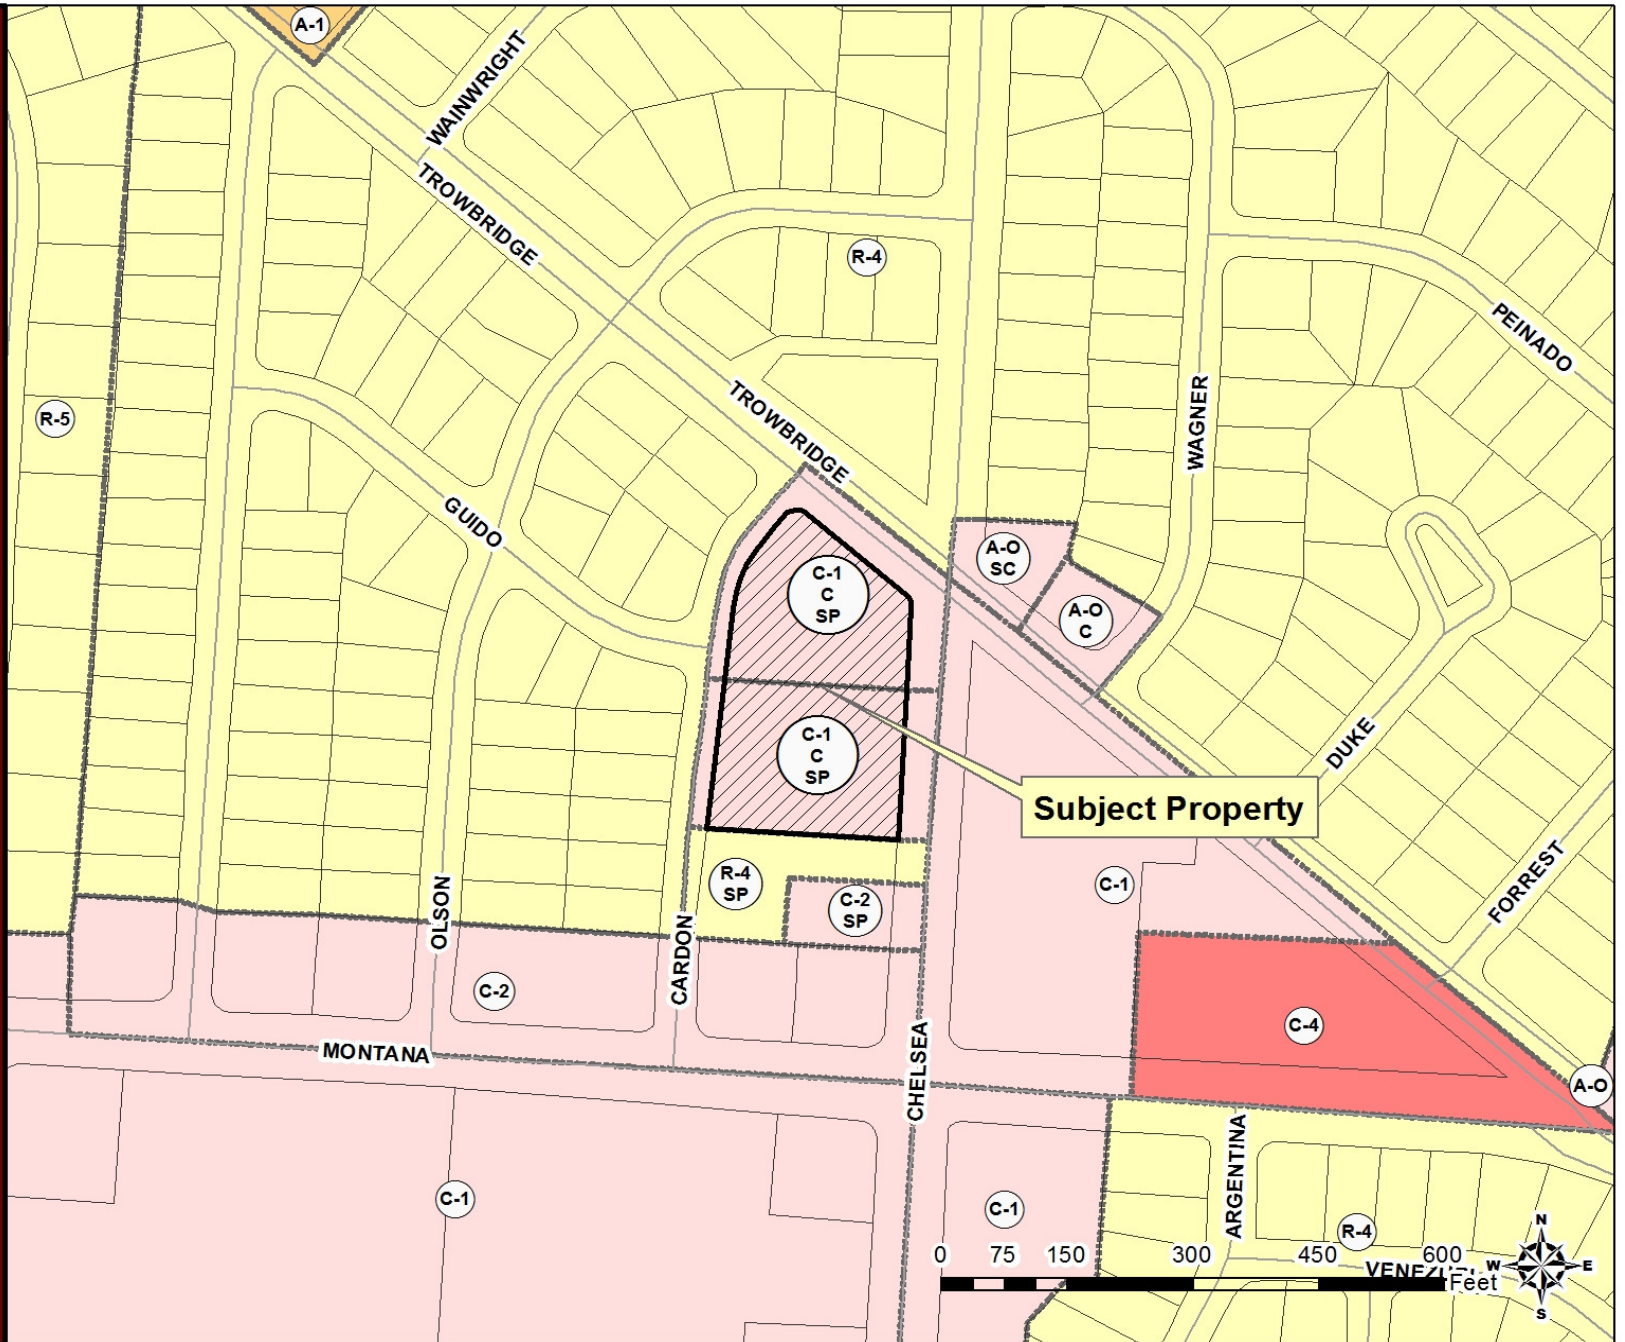 A-1
WAINWRIGHT
TROWBRIDGE
R-4
PEINADO
R-5
TROWBRIDGE
WAGNER
GUIDO
A-O
SC
C-1
C
SP
A-O
C
C-1
C
SP
DUKE
Subject Property
R-4
SP
C-2
SP
C-1
FORREST
OLSON
CARDON
C-2
C-4
MONTANA
CHELSEA
A-O
ARGENTINA
C-1
C-1
R-4
0 75 150 300 450 600
Feet
N
W
E
S